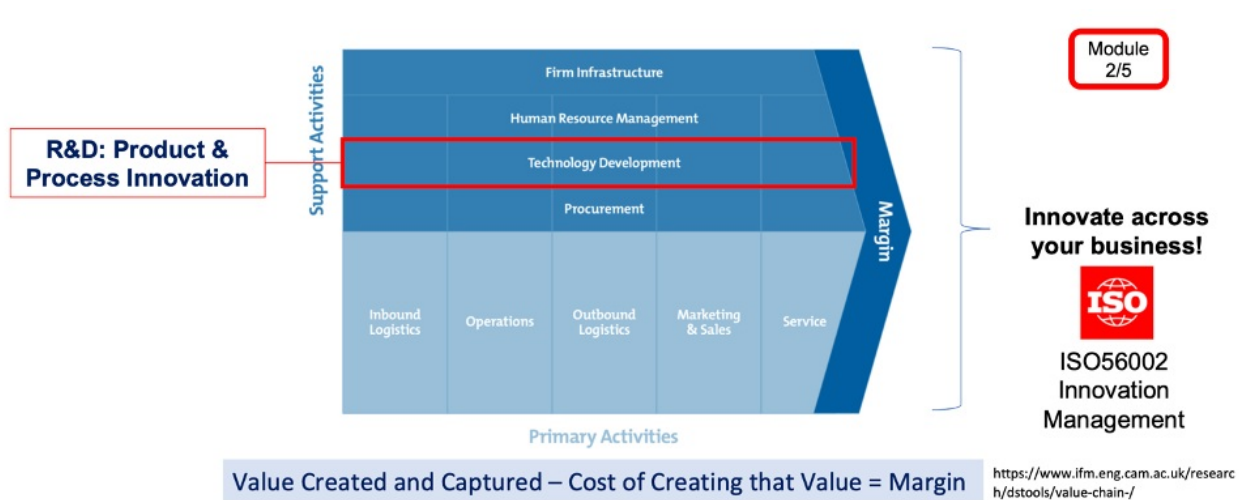 Module
2/5
Support Activities
Firm Infrastructure
Human Resource Management
R&D: Product &
Process Innovation
Technology Development
Procurement
Margin
Inbound
Logistics
Operations
Outbound
Logistics
Marketing
& Sales
Service
Primary Activities
Innovate across
your business!
ISO
ISO56002
Innovation
Management
Value Created and Captured – Cost of Creating that Value = Margin
https://www.ifm.eng.cam.ac.uk/researc
h/dstools/value-chain-/